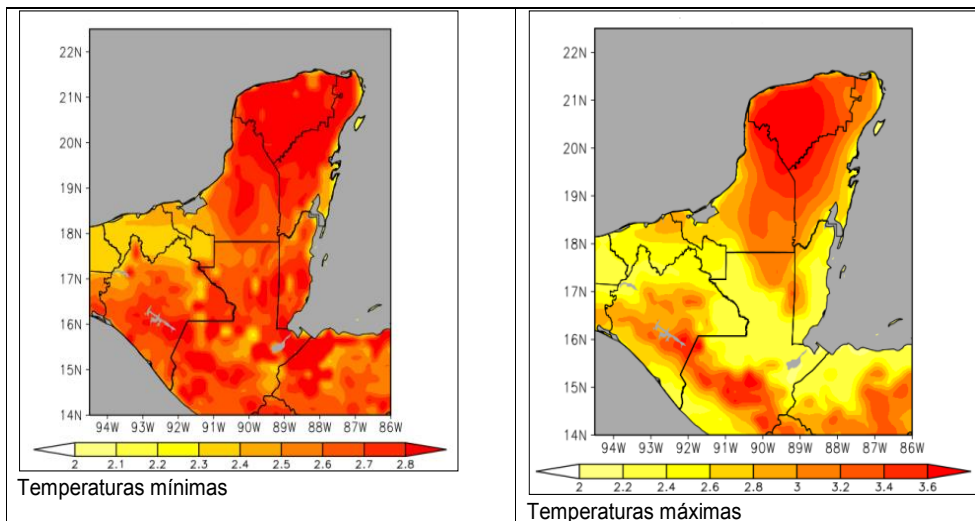 22N
21N
20N
19N
18N
17N
16N
15N
14N
94W 93W 92W 91W 90W 89W 88W 87W 86W
2 2.1 2.2 2.3 2.4 2.5 2.6 2.7 2.8
Temperaturas mínimas
22N
21N
20N
19N
18N
17N
16N
15N
14N
94W 93W 92W 91W 90W 89W 88W 87W 86W
2 2.2 2.4 2.6 2.8 3 3.2 3.4 3.6
Temperaturas máximas